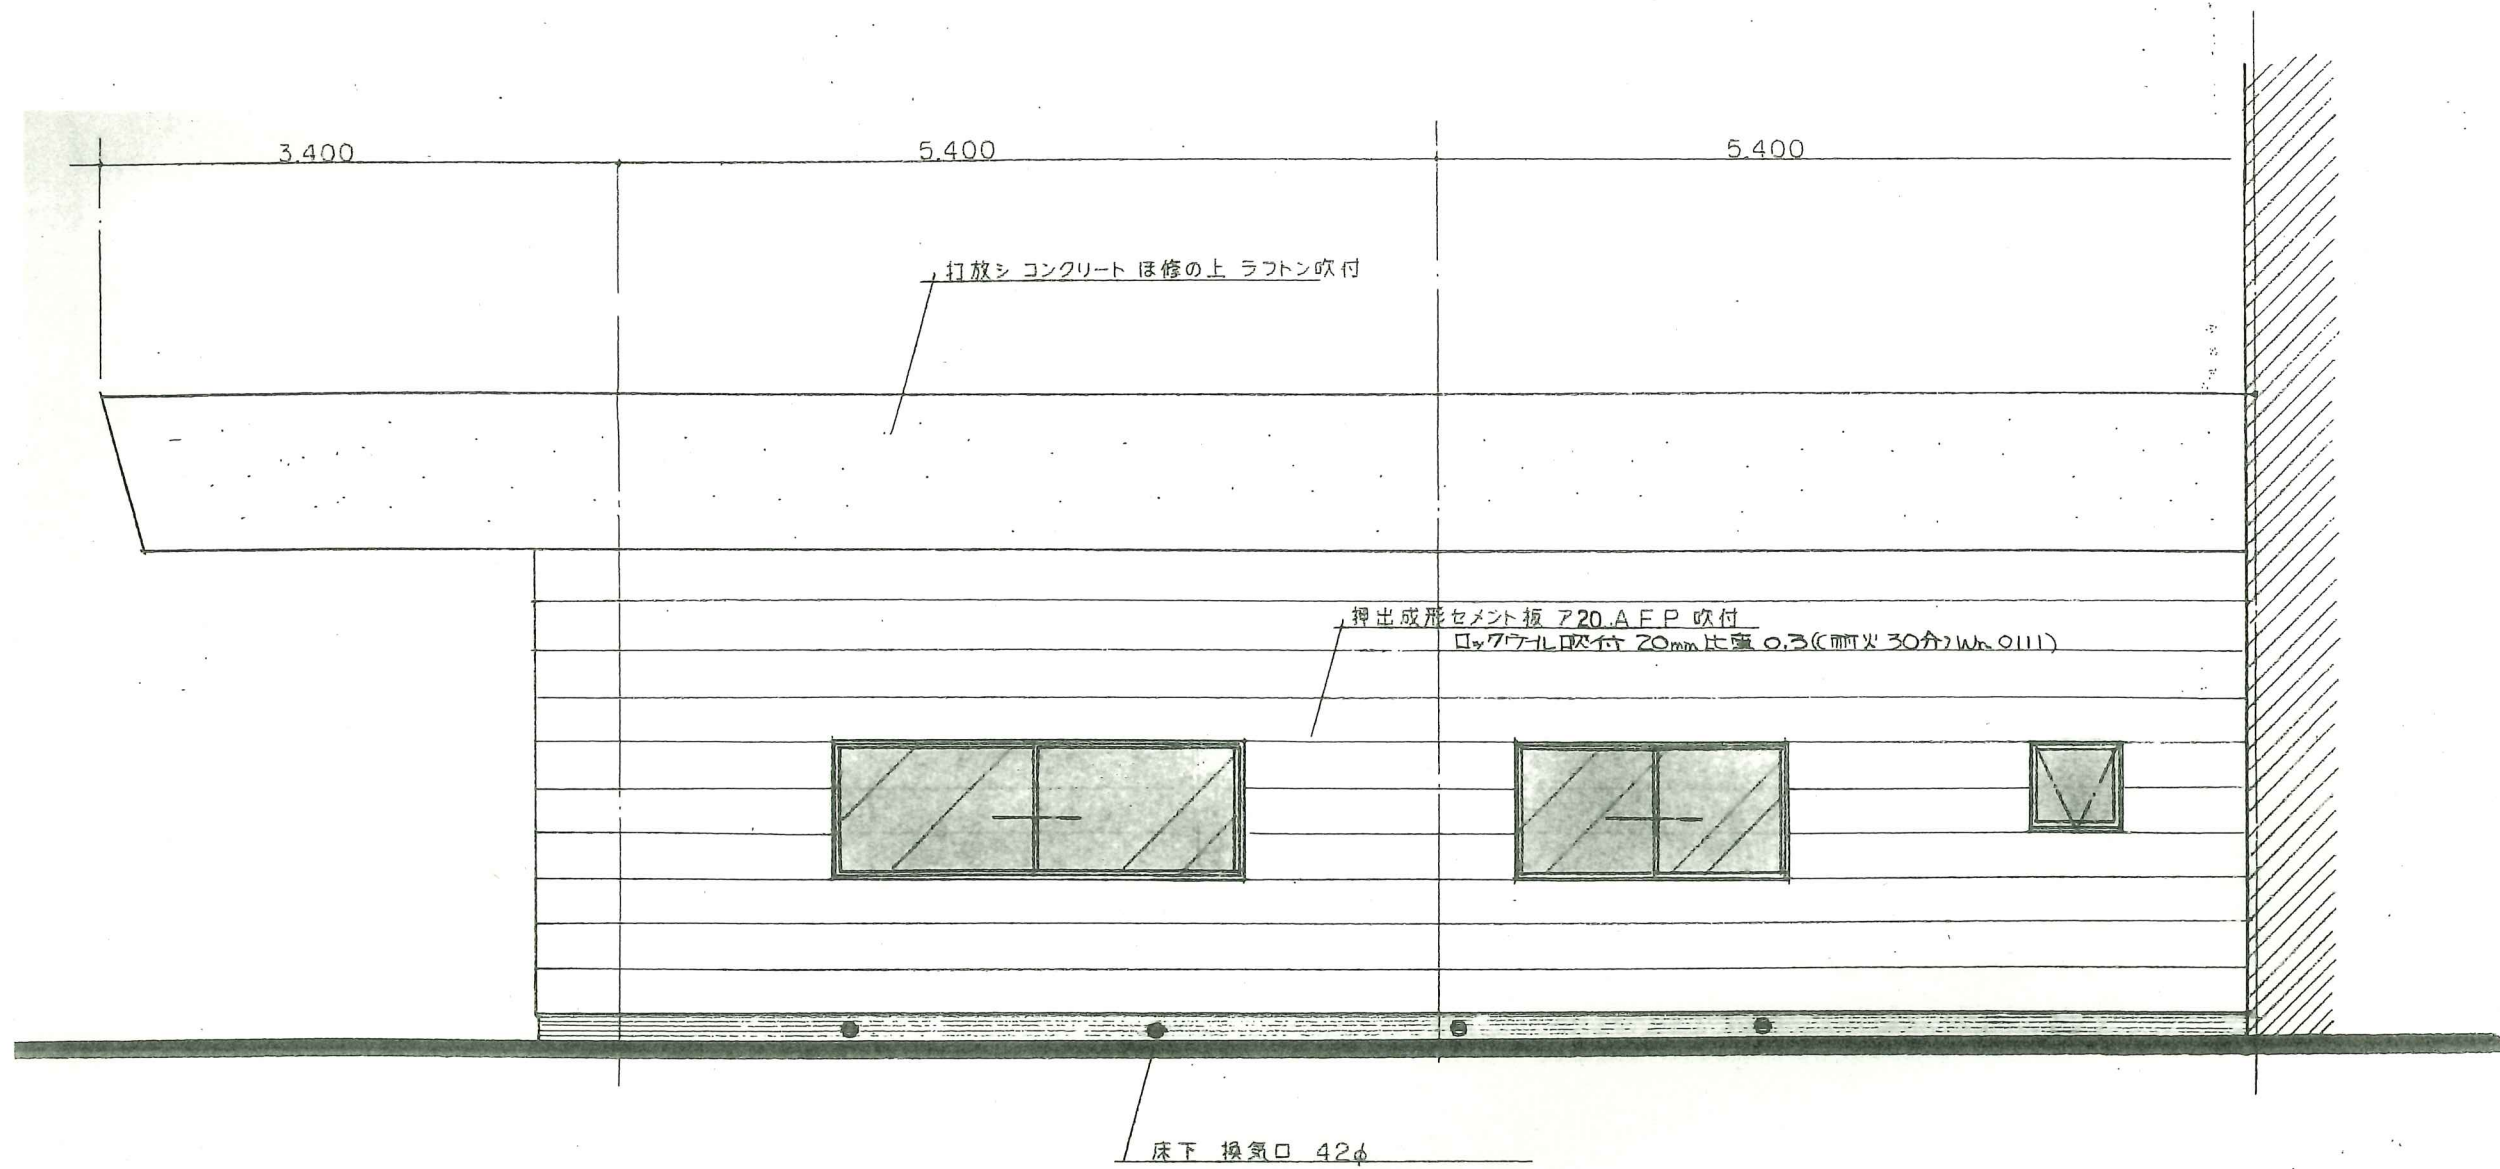 3.400 5.400 5.400
打放シ コンクリート ほ修の上 ラフトン吹付
押出成形セメント板 ア20.AFP 吹付
ロックウール吹付 20mm 比重 0.3((耐火 30分) Wn 0111)
床下 換気口 42φ